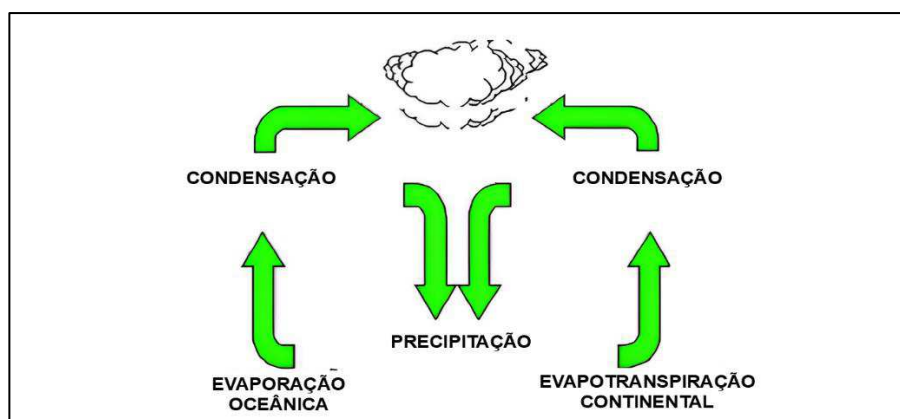 CONDENSAÇÃO
CONDENSAÇÃO
PRECIPITAÇÃO
EVAPORAÇÃO
OCEÂNICA
EVAPOTRANSPIRAÇÃO
CONTINENTAL